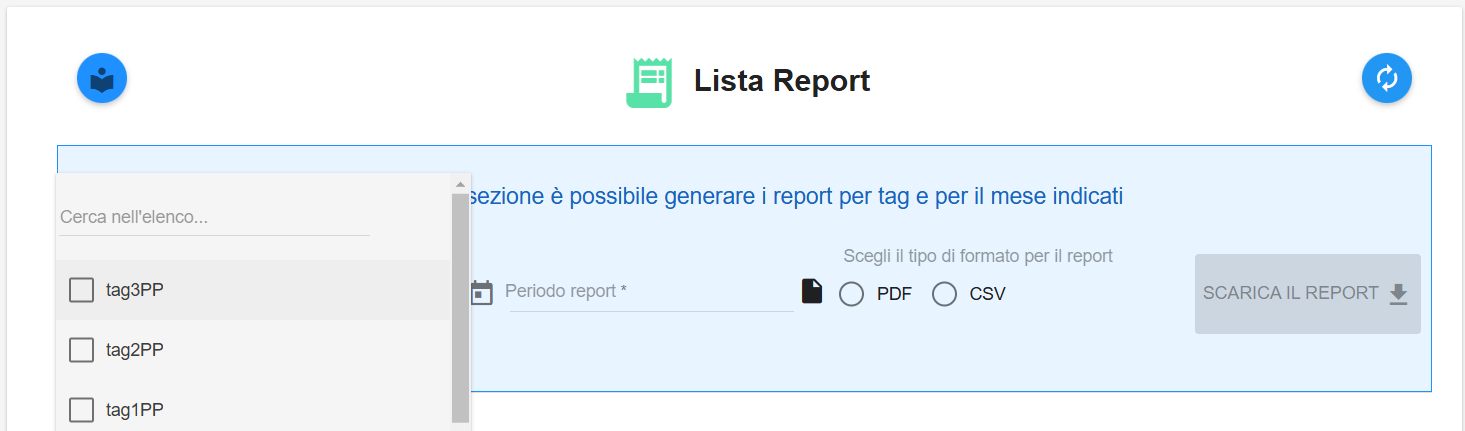 Lista Report
sezione è possibile generare i report per tag e per il mese indicati
Cerca nell'elenco...
tag3PP
tag2PP
tag1PP
Periodo report *
Scegli il tipo di formato per il report
PDF
CSV
SCARICA IL REPORT